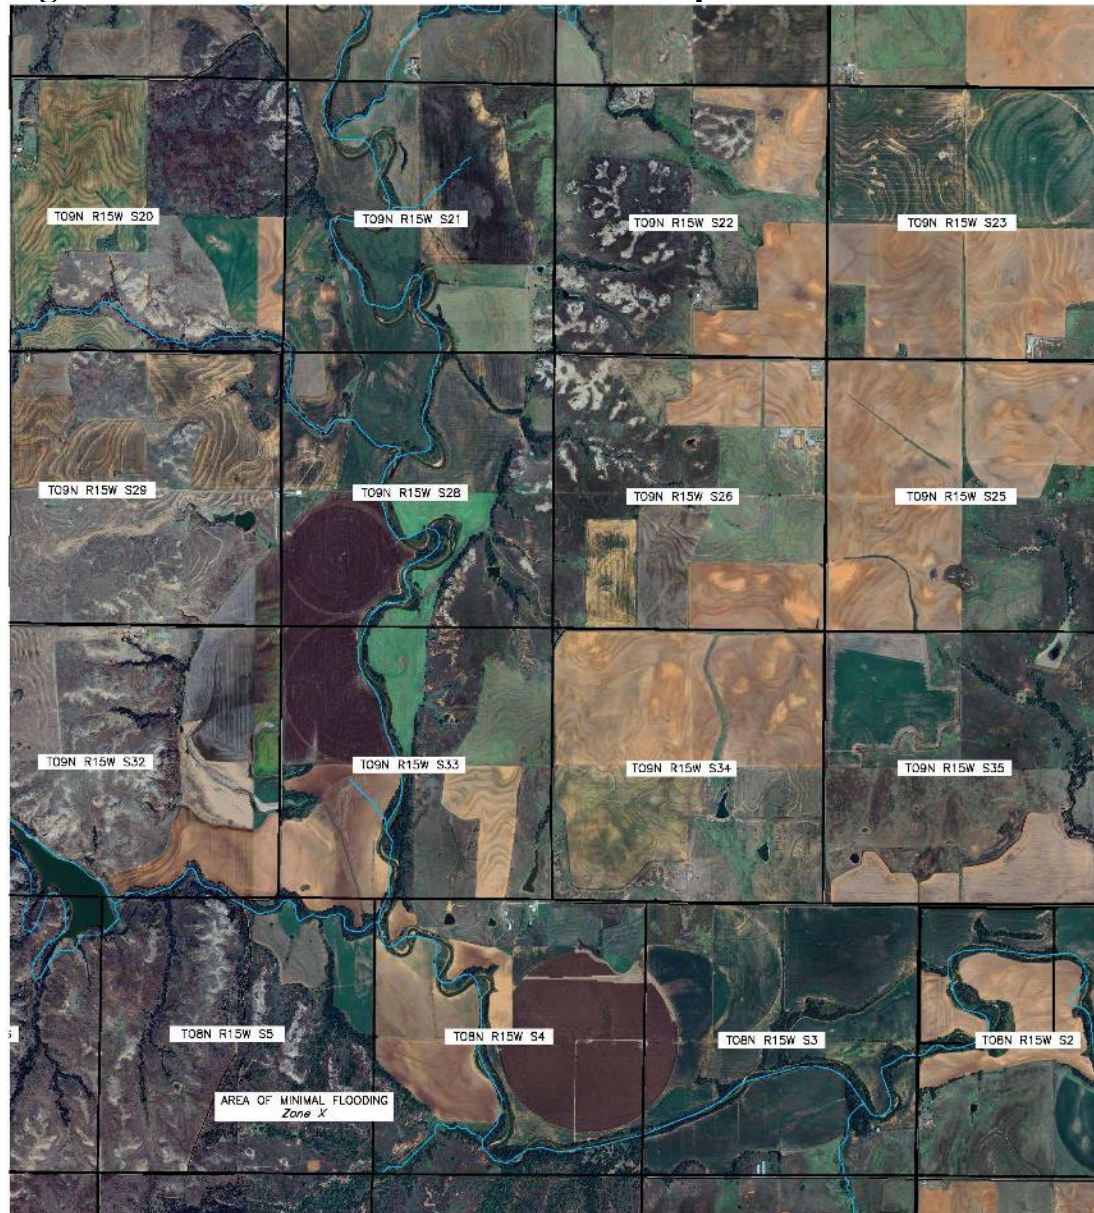 T09N R15W S20
T09N R15W S21
T09N R15W S22
T09N R15W S23
T09N R15W S29
T09N R15W S28
T09N R15W S26
T09N R15W S25
T09N R15W S32
T09N R15W S33
T09N R15W S34
T09N R15W S35
T08N R15W S5
T08N R15W S4
T08N R15W S3
T08N R15W S2
AREA OF MINIMAL FLOODING
Zone X